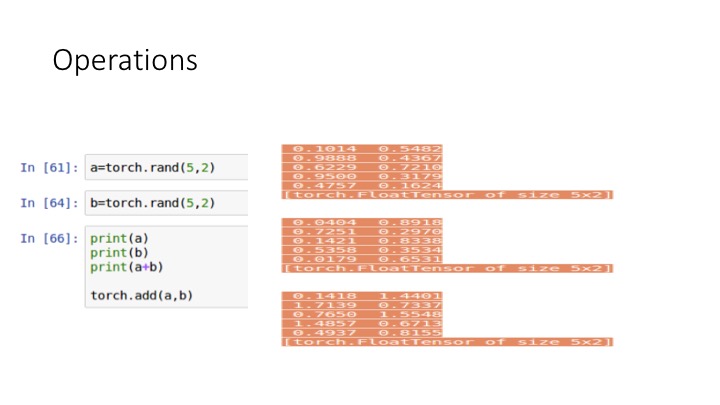 Operations
In [61]: a=torch.rand(5,2)
In [64]: b=torch.rand(5,2)
In [66]: print(a)
print(b)
print(a+b)
torch.add(a,b)
0.1014 0.5482
0.9888 0.4367
0.6229 0.7210
0.9500 0.3179
0.4757 0.1624
[torch.FloatTensor of size 5x2]
0.0404 0.8918
0.7251 0.2970
0.1421 0.8338
0.5358 0.3534
0.0179 0.6531
[torch.FloatTensor of size 5x2]
0.1418 1.4401
1.7139 0.7337
0.7650 1.5548
1.4857 0.6713
0.4937 0.8155
[torch.FloatTensor of size 5x2]